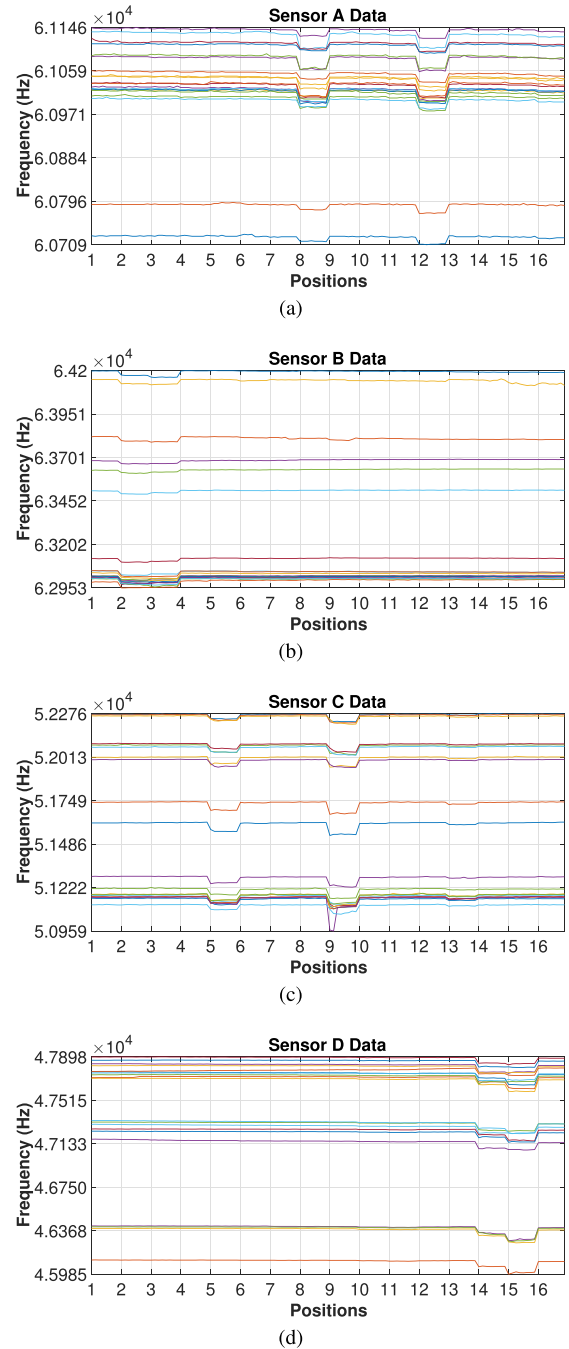 Sensor A Data
×10⁴
Frequency (Hz)
6.1146
6.1059
6.0971
6.0884
6.0796
6.0709
1 2 3 4 5 6 7 8 9 10 11 12 13 14 15 16
Positions
(a)
Sensor B Data
×10⁴
Frequency (Hz)
6.42
6.3951
6.3701
6.3452
6.3202
6.2953
1 2 3 4 5 6 7 8 9 10 11 12 13 14 15 16
Positions
(b)
Sensor C Data
×10⁴
Frequency (Hz)
5.2276
5.2013
5.1749
5.1486
5.1222
5.0959
1 2 3 4 5 6 7 8 9 10 11 12 13 14 15 16
Positions
(c)
Sensor D Data
×10⁴
Frequency (Hz)
4.7898
4.7515
4.7133
4.6750
4.6368
4.5985
1 2 3 4 5 6 7 8 9 10 11 12 13 14 15 16
Positions
(d)